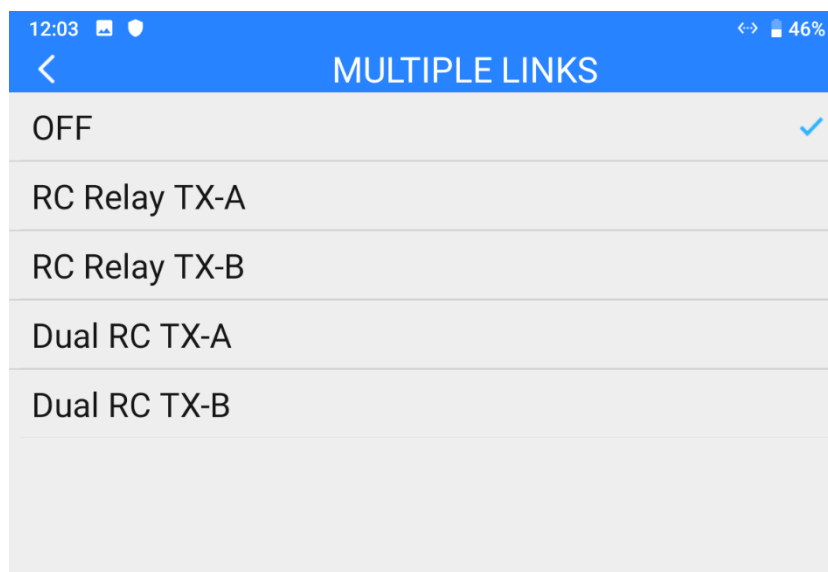 12:03 46%
MULTIPLE LINKS
OFF
RC Relay TX-A
RC Relay TX-B
Dual RC TX-A
Dual RC TX-B